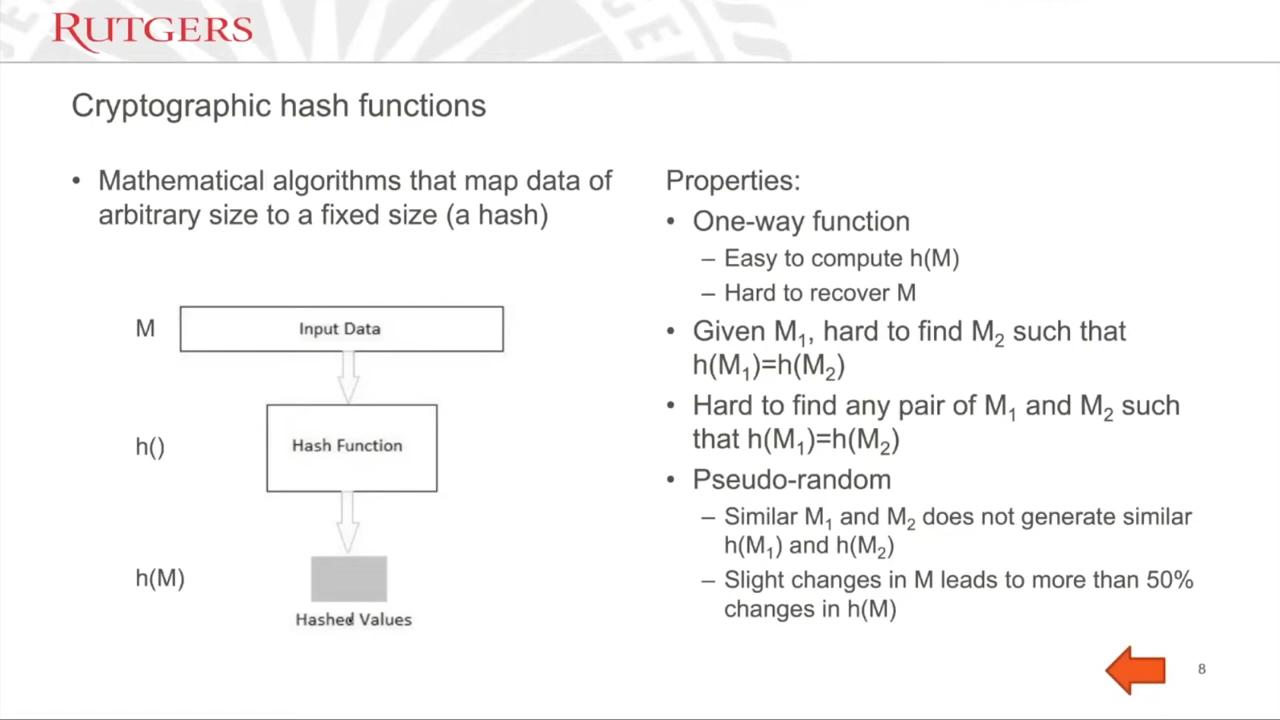 RUTGERS
Cryptographic hash functions
• Mathematical algorithms that map data of
arbitrary size to a fixed size (a hash)
M
Input Data
h()
Hash Function
h(M)
Hashed Values
Properties:
• One-way function
– Easy to compute h(M)
– Hard to recover M
• Given M₁, hard to find M₂ such that
h(M₁)=h(M₂)
• Hard to find any pair of M₁ and M₂ such
that h(M₁)=h(M₂)
• Pseudo-random
– Similar M₁ and M₂ does not generate similar
h(M₁) and h(M₂)
– Slight changes in M leads to more than 50%
changes in h(M)
8